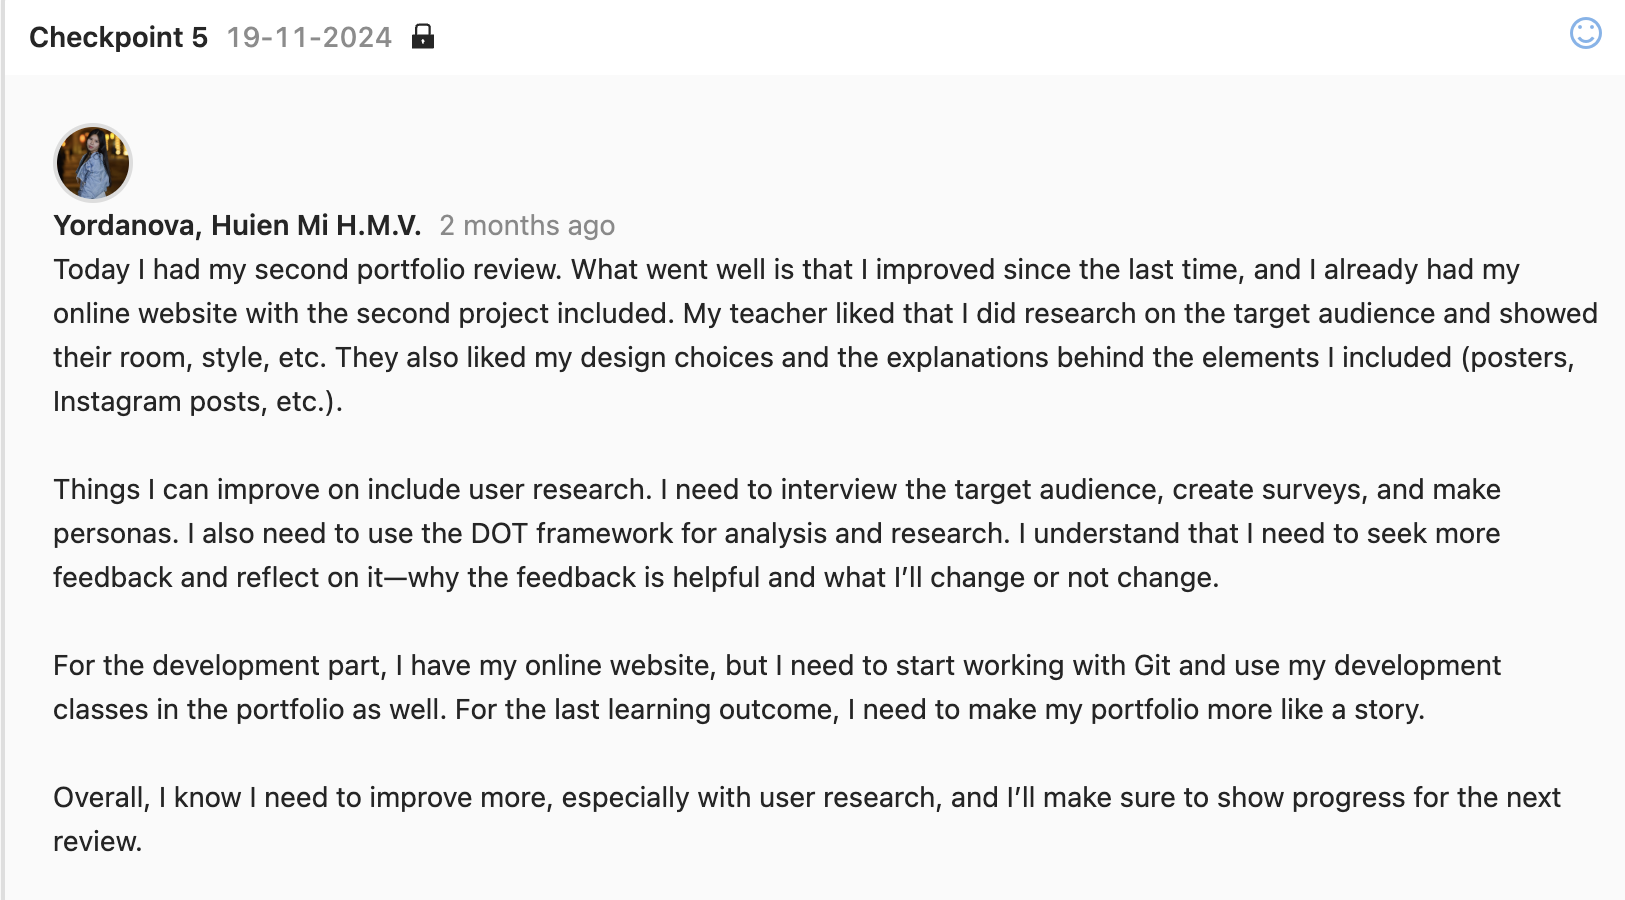 Checkpoint 5 19-11-2024
Yordanova, Huien Mi H.M.V. 2 months ago
Today I had my second portfolio review. What went well is that I improved since the last time, and I already had my
online website with the second project included. My teacher liked that I did research on the target audience and showed
their room, style, etc. They also liked my design choices and the explanations behind the elements I included (posters,
Instagram posts, etc.).
Things I can improve on include user research. I need to interview the target audience, create surveys, and make
personas. I also need to use the DOT framework for analysis and research. I understand that I need to seek more
feedback and reflect on it—why the feedback is helpful and what I’ll change or not change.
For the development part, I have my online website, but I need to start working with Git and use my development
classes in the portfolio as well. For the last learning outcome, I need to make my portfolio more like a story.
Overall, I know I need to improve more, especially with user research, and I’ll make sure to show progress for the next
review.